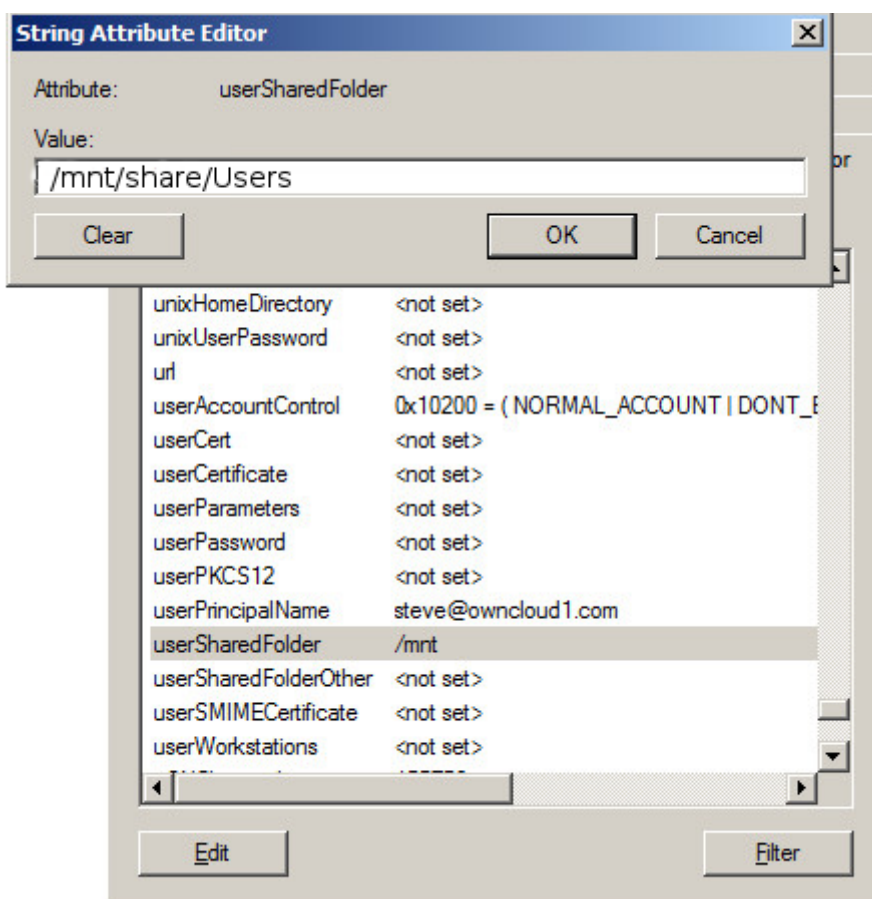 String Attribute Editor
Attribute: userSharedFolder
Value:
/mnt/share/Users
Clear OK Cancel
or
unixHomeDirectory <not set>
unixUserPassword <not set>
url <not set>
userAccountControl 0x10200 = ( NORMAL_ACCOUNT | DONT_E
userCert <not set>
userCertificate <not set>
userParameters <not set>
userPassword <not set>
userPKCS12 <not set>
userPrincipalName steve@owncloud1.com
userSharedFolder /mnt
userSharedFolderOther <not set>
userSMIMECertificate <not set>
userWorkstations <not set>
Edit Filter